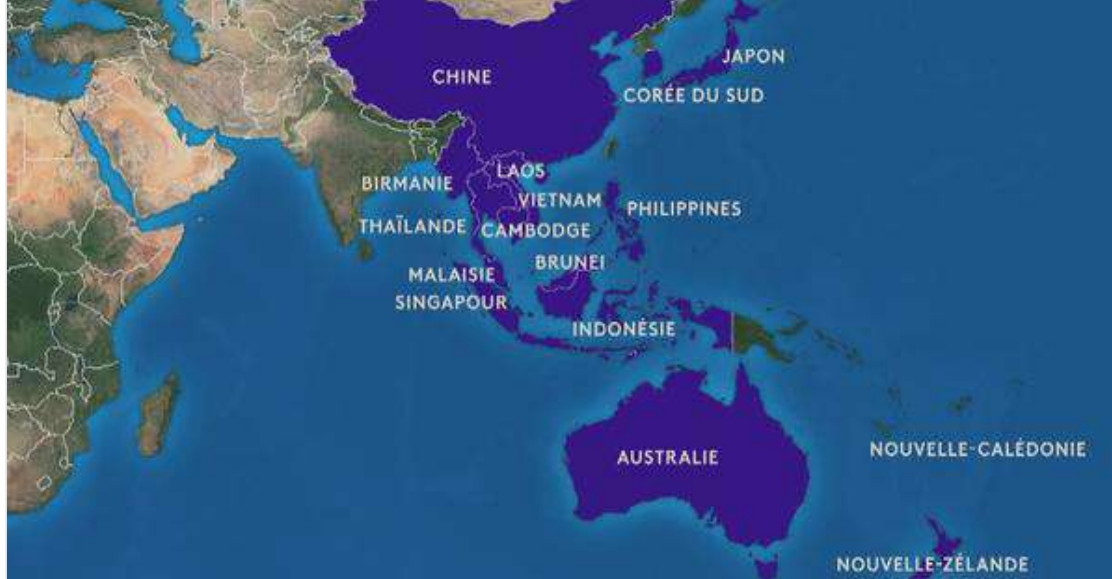 JAPON
CHINE
CORÉE DU SUD
LAOS
BIRMANIE
VIETNAM
PHILIPPINES
THAÏLANDE
CAMBODGE
BRUNEI
MALAISIE
SINGAPOUR
INDONÉSIE
AUSTRALIE
NOUVELLE-CALÉDONIE
NOUVELLE-ZÉLANDE